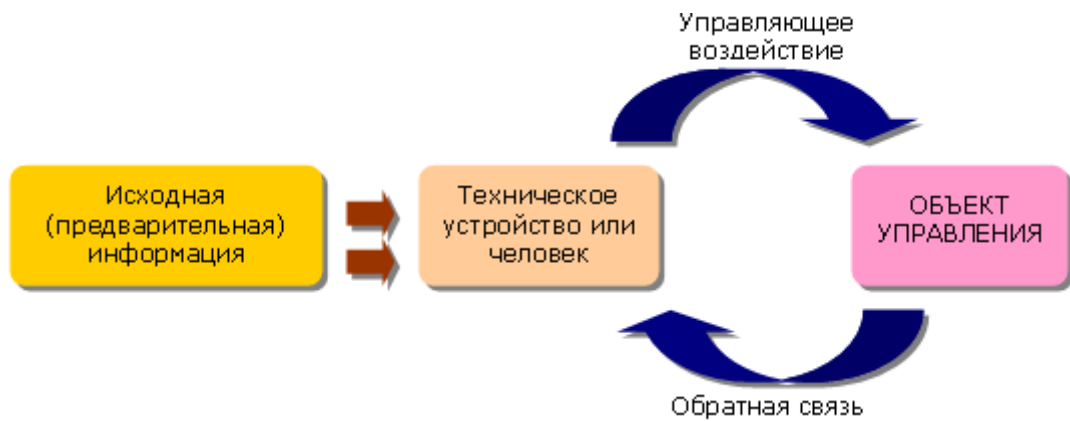 Управляющее
воздействие
Исходная
(предварительная)
информация
Техническое
устройство или
человек
ОБЪЕКТ
УПРАВЛЕНИЯ
Обратная связь